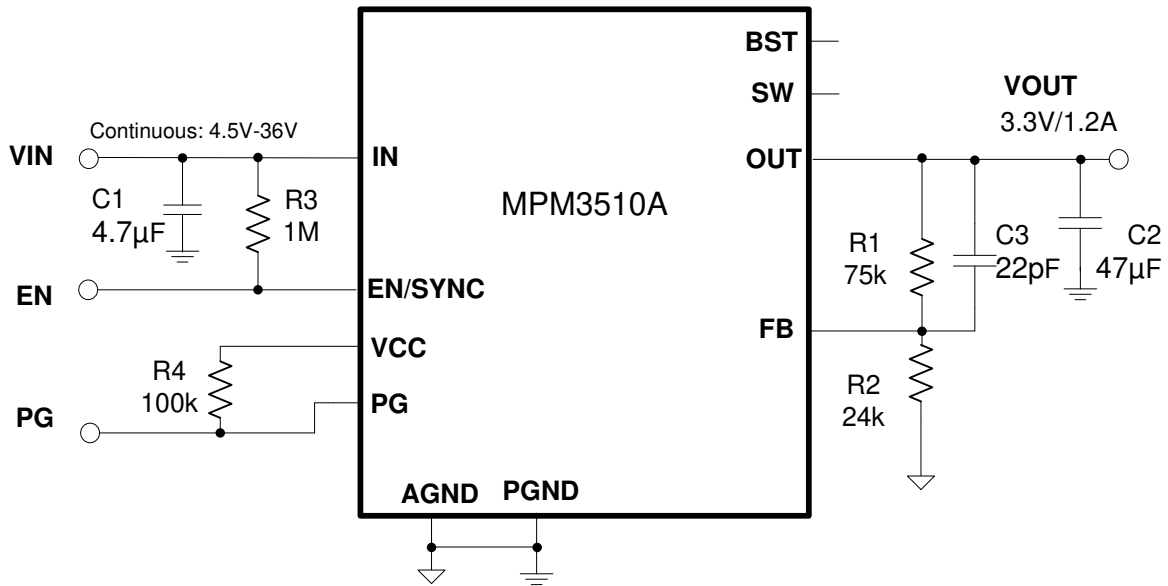 BST
SW
VOUT
3.3V/1.2A
Continuous: 4.5V-36V
VIN
IN
OUT
MPM3510A
C1
4.7µF
R3
1M
R1
75k
C3
22pF
C2
47µF
EN
EN/SYNC
FB
VCC
R4
100k
PG
PG
R2
24k
AGND
PGND